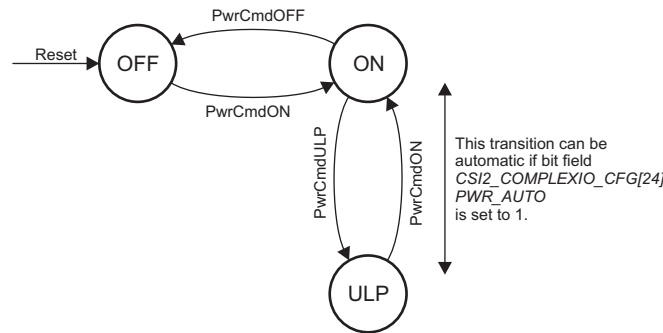 PwrCmdOFF
Reset
OFF
ON
PwrCmdON
PwrCmdULP
PwrCmdON
This transition can be
automatic if bit field
CSI2_COMPLEXIO_CFG[24]
PWR_AUTO
is set to 1.
ULP